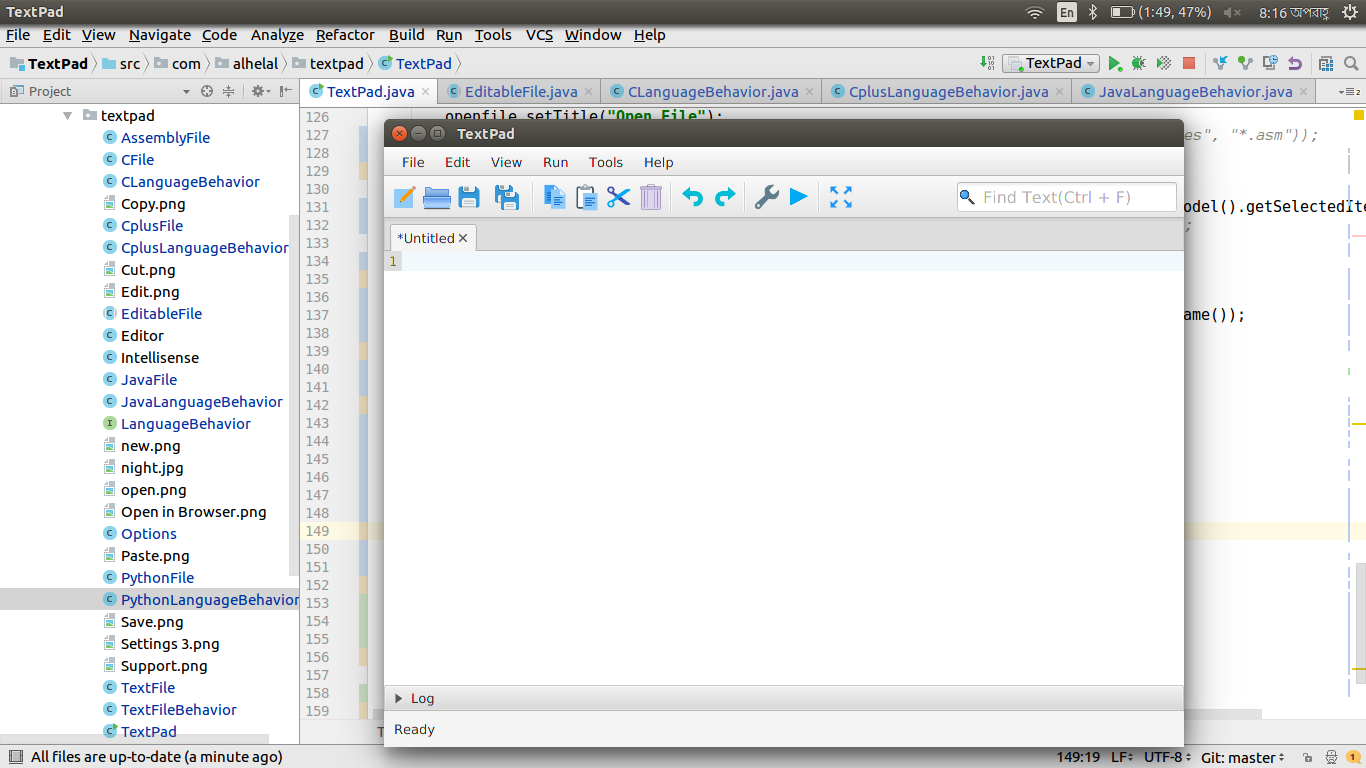 TextPad
En (1:49, 47%) 8:16 অপরাহ্ণ
File Edit View Navigate Code Analyze Refactor Build Run Tools VCS Window Help
TextPad src com alhelal textpad TextPad
TextPad
Project
TextPad.java EditableFile.java CLanguageBehavior.java CplusLanguageBehavior.java JavaLanguageBehavior.java
2
textpad
AssemblyFile
CFile
CLanguageBehavior
Copy.png
CplusFile
CplusLanguageBehavior
Cut.png
Edit.png
EditableFile
Editor
Intellisense
JavaFile
JavaLanguageBehavior
LanguageBehavior
new.png
night.jpg
open.png
Open in Browser.png
Options
Paste.png
PythonFile
PythonLanguageBehavior
Save.png
Settings 3.png
Support.png
TextFile
TextFileBehavior
TextPad
126 openfile.setTitle("Open File");
127 es", "*.asm"));
128
129
130
131 odel().getSelectedIte
132 ;
133
134
135
136
137 ame());
138
139
140
141
142
143
144
145
146
147
148
149
150
151
152
153
154
155
156
157
158
159
TextPad
File Edit View Run Tools Help
Find Text(Ctrl + F)
*Untitled
1
Log
Ready
All files are up-to-date (a minute ago)
149:19 LF UTF-8 Git: master 1